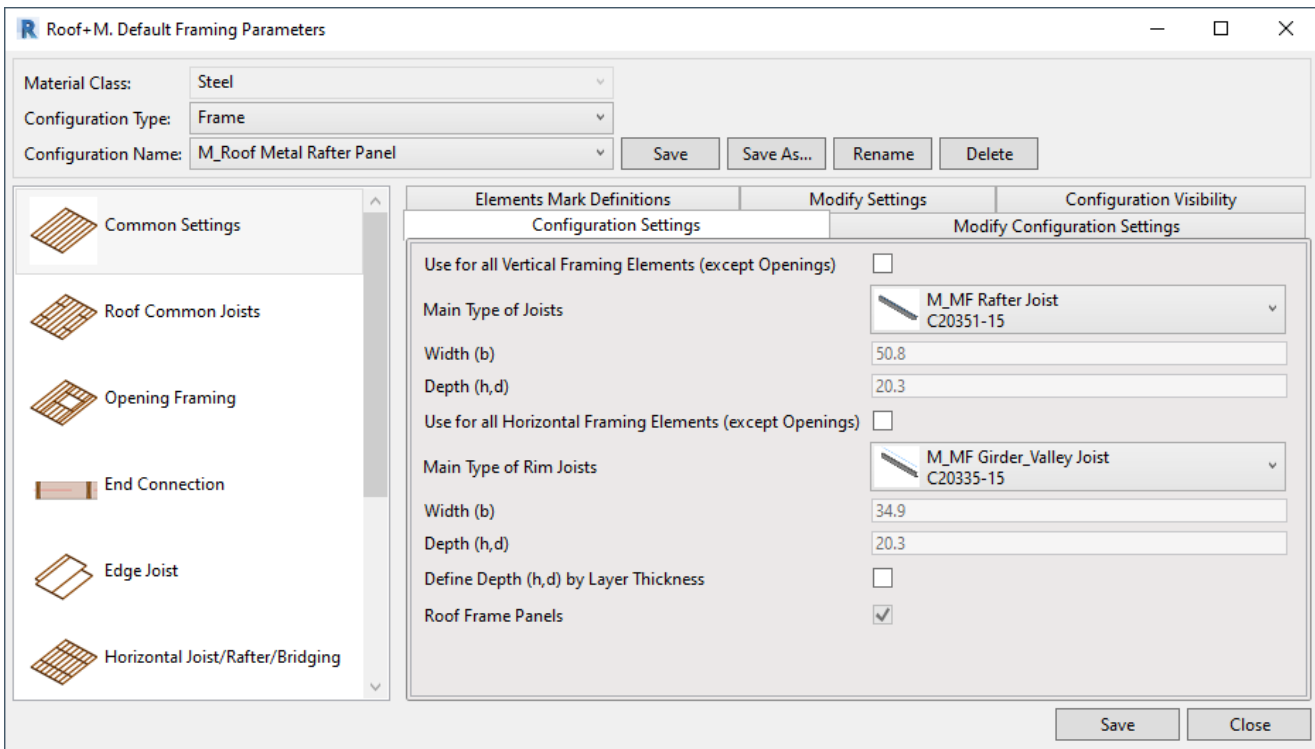 Roof+M. Default Framing Parameters
Material Class: Steel
Configuration Type: Frame
Configuration Name: M_Roof Metal Rafter Panel Save Save As... Rename Delete
Common Settings
Roof Common Joists
Opening Framing
End Connection
Edge Joist
Horizontal Joist/Rafter/Bridging
Elements Mark Definitions Modify Settings Configuration Visibility
Configuration Settings Modify Configuration Settings
Use for all Vertical Framing Elements (except Openings)
Main Type of Joists M_MF Rafter Joist
C20351-15
Width (b) 50.8
Depth (h,d) 20.3
Use for all Horizontal Framing Elements (except Openings)
Main Type of Rim Joists M_MF Girder_Valley Joist
C20335-15
Width (b) 34.9
Depth (h,d) 20.3
Define Depth (h,d) by Layer Thickness
Roof Frame Panels
Save Close